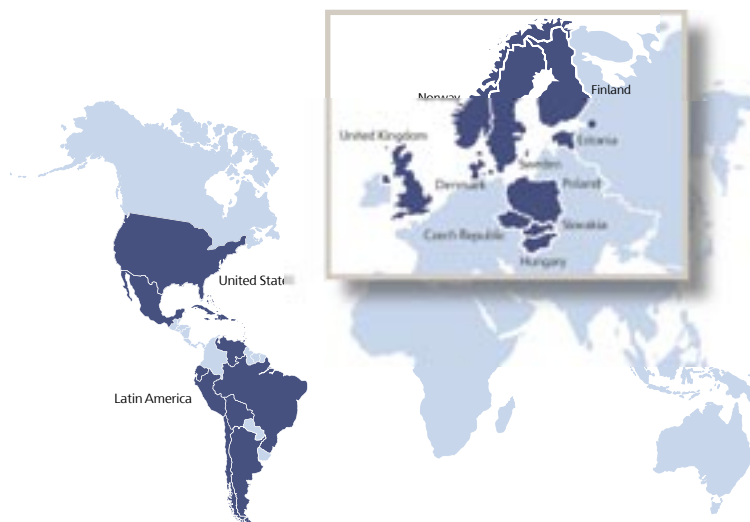 Norway
Finland
United Kingdom
Estonia
Sweden
Denmark
Poland
Slovakia
Czech Republic
Hungary
United State
Latin America